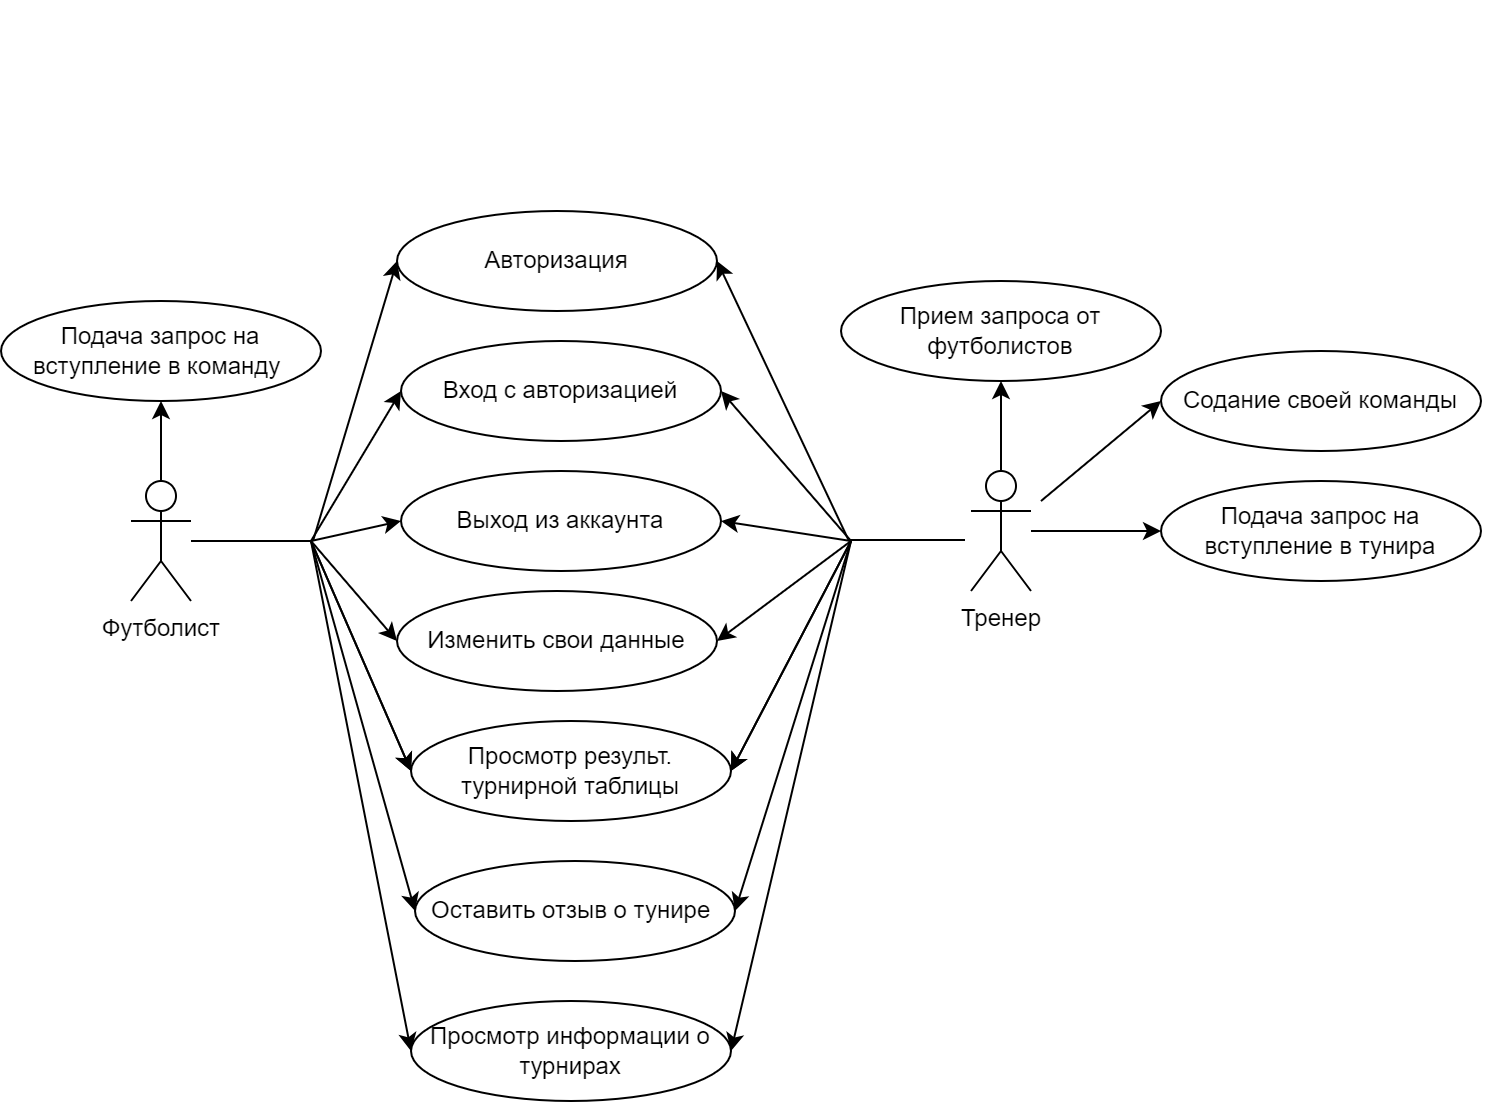 Авторизация
Подача запрос на
вступление в команду
Вход с авторизацией
Прием запроса от
футболистов
Содание своей команды
Выход из аккаунта
Подача запрос на
вступление в тунира
Футболист
Тренер
Изменить свои данные
Просмотр результ.
турнирной таблицы
Оставить отзыв о тунире
Просмотр информации о
турнирах